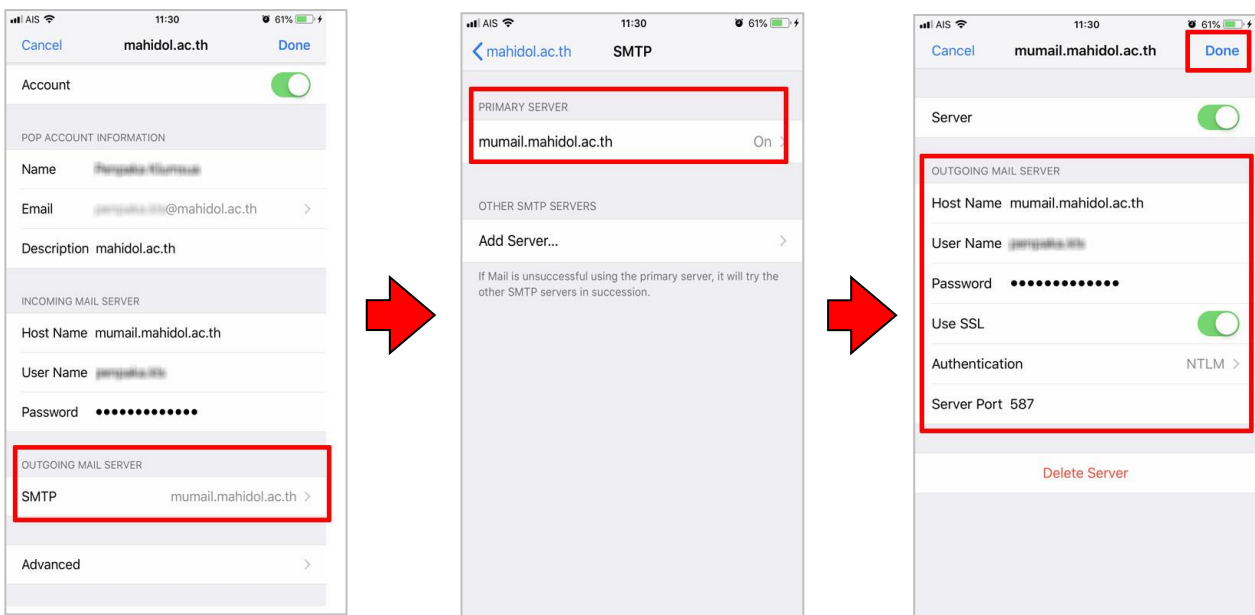 AIS 11:30 61%
Cancel mahidol.ac.th Done
Account
POP ACCOUNT INFORMATION
Name
Email @mahidol.ac.th
Description mahidol.ac.th
INCOMING MAIL SERVER
Host Name mumail.mahidol.ac.th
User Name
Password •••••••••••••
OUTGOING MAIL SERVER
SMTP mumail.mahidol.ac.th
Advanced
AIS 11:30 61%
mahidol.ac.th SMTP
PRIMARY SERVER
mumail.mahidol.ac.th On
OTHER SMTP SERVERS
Add Server...
If Mail is unsuccessful using the primary server, it will try the
other SMTP servers in succession.
AIS 11:30 61%
Cancel mumail.mahidol.ac.th Done
Server
OUTGOING MAIL SERVER
Host Name mumail.mahidol.ac.th
User Name
Password •••••••••••••
Use SSL
Authentication NTLM
Server Port 587
Delete Server